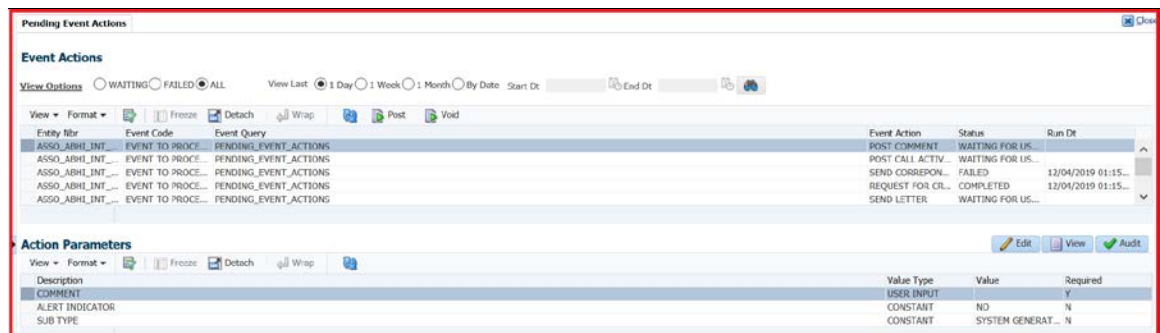 Pending Event Actions
Close
Event Actions
View Options WAITING FAILED ALL View Last 1 Day 1 Week 1 Month By Date Start Dt End Dt
View Format Freeze Detach Wrap Post Void
Entity Nbr Event Code Event Query Event Action Status Run Dt
ASSO_ABHI_INT_... EVENT TO PROCE... PENDING_EVENT_ACTIONS POST COMMENT WAITING FOR US...
ASSO_ABHI_INT_... EVENT TO PROCE... PENDING_EVENT_ACTIONS POST CALL ACTIV... WAITING FOR US...
ASSO_ABHI_INT_... EVENT TO PROCE... PENDING_EVENT_ACTIONS SEND CORREPON... FAILED 12/04/2019 01:15...
ASSO_ABHI_INT_... EVENT TO PROCE... PENDING_EVENT_ACTIONS REQUEST FOR CR... COMPLETED 12/04/2019 01:15...
ASSO_ABHI_INT_... EVENT TO PROCE... PENDING_EVENT_ACTIONS SEND LETTER WAITING FOR US...
Action Parameters Edit View Audit
View Format Freeze Detach Wrap
Description Value Type Value Required
COMMENT USER INPUT Y
ALERT INDICATOR CONSTANT NO N
SUB TYPE CONSTANT SYSTEM GENERAT... N